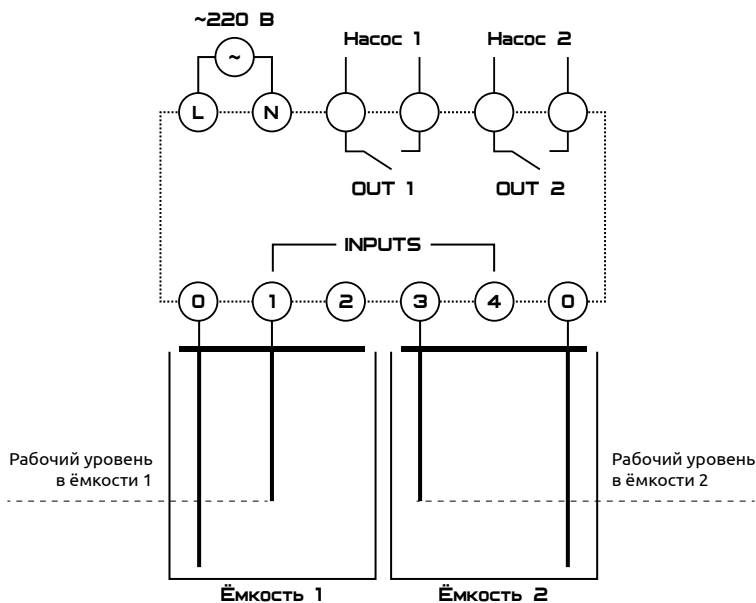 ~220 В
~
Насос 1
Насос 2
L
N
OUT 1
OUT 2
INPUTS
0
1
2
3
4
0
Рабочий уровень
в ёмкости 1
Рабочий уровень
в ёмкости 2
Ёмкость 1
Ёмкость 2